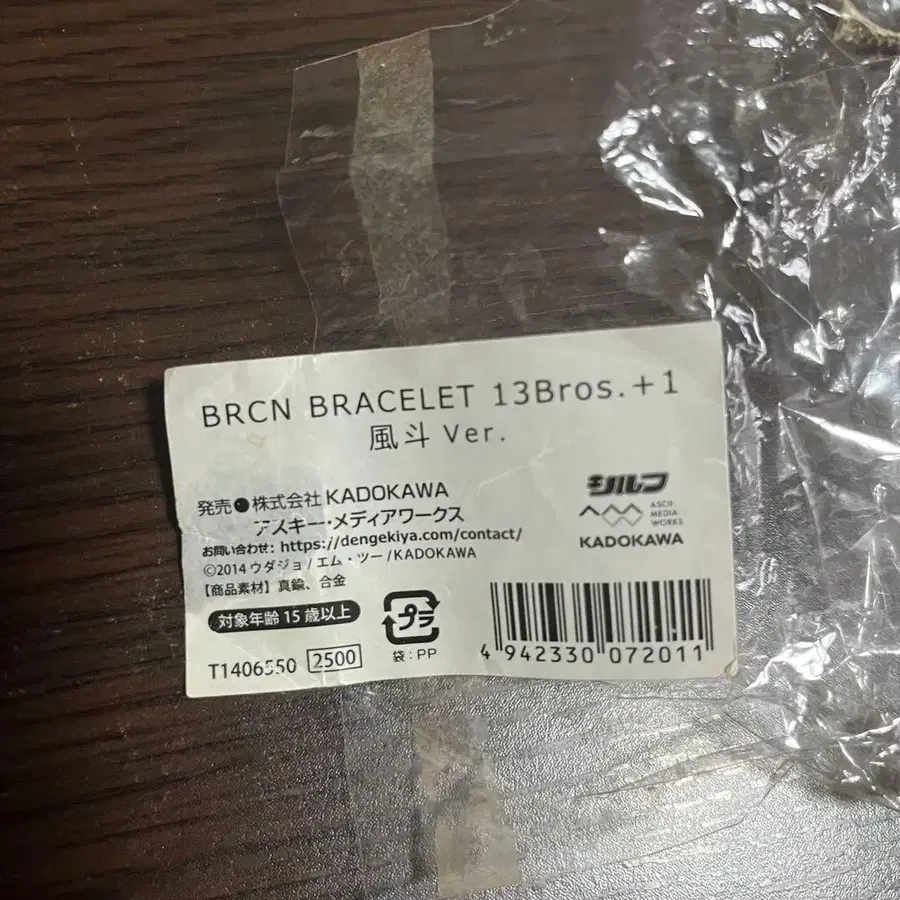 BRCN BRACELET 13Bros.+1
風斗 Ver.
発売●株式会社 KADOKAWA
アスキー・メディアワークス
お問い合わせ: https://dengekiya.com/contact/
©2014 ウダジョ/エム・ツー/KADOKAWA
【商品素材】真鍮、合金
対象年齢 15 歳以上
T1406550 2500
プラ
袋:PP
シルフ
ASCII
MEDIA
WORKS
KADOKAWA
4 942330 072011